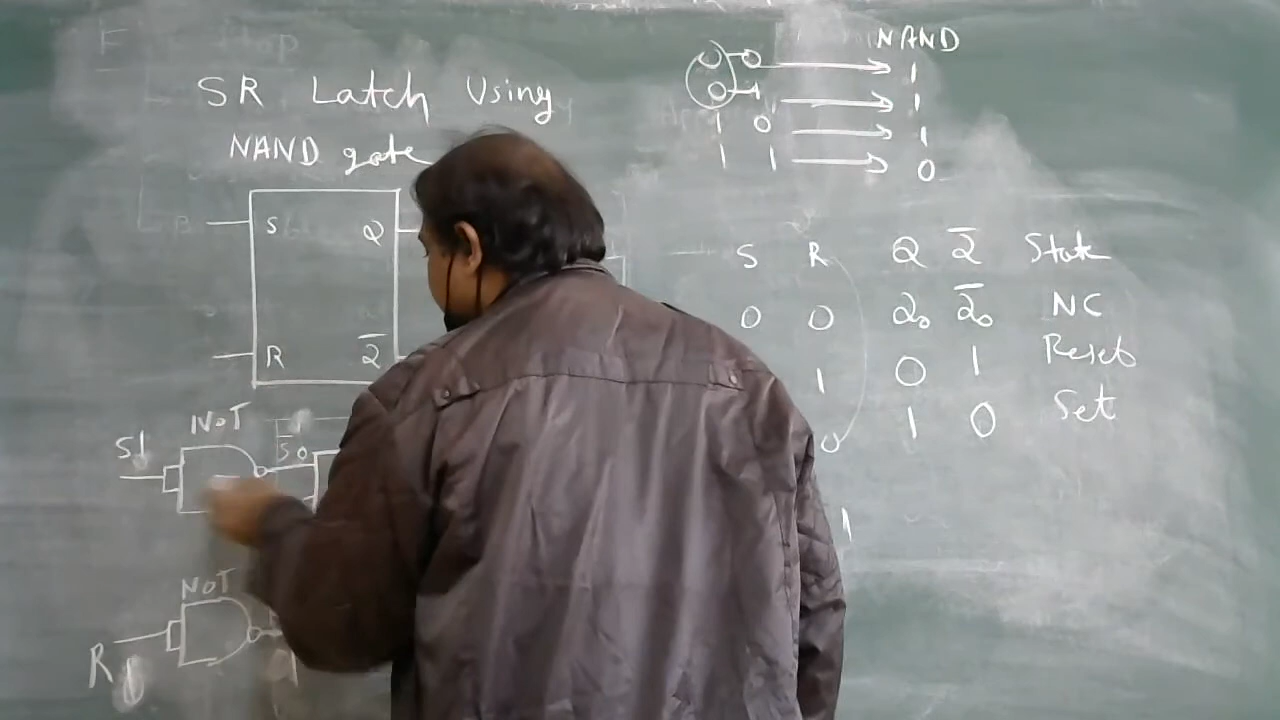 SR Latch Using
NAND gate
S Q
R Q̅
NOT
S1
S̅ 0
NOT
R
1
NAND
0 0 → 1
0 1 → 1
1 0 → 1
1 1 → 0
S R Q Q̅ State
0 0 Q₀ Q̅₀ NC
1 0 1 Reset
0 1 0 Set
1